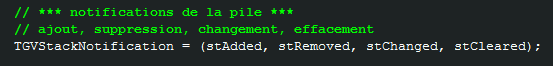 // *** notifications de la pile ***
// ajout, suppression, changement, effacement
TGVStackNotification = (stAdded, stRemoved, stChanged, stCleared);